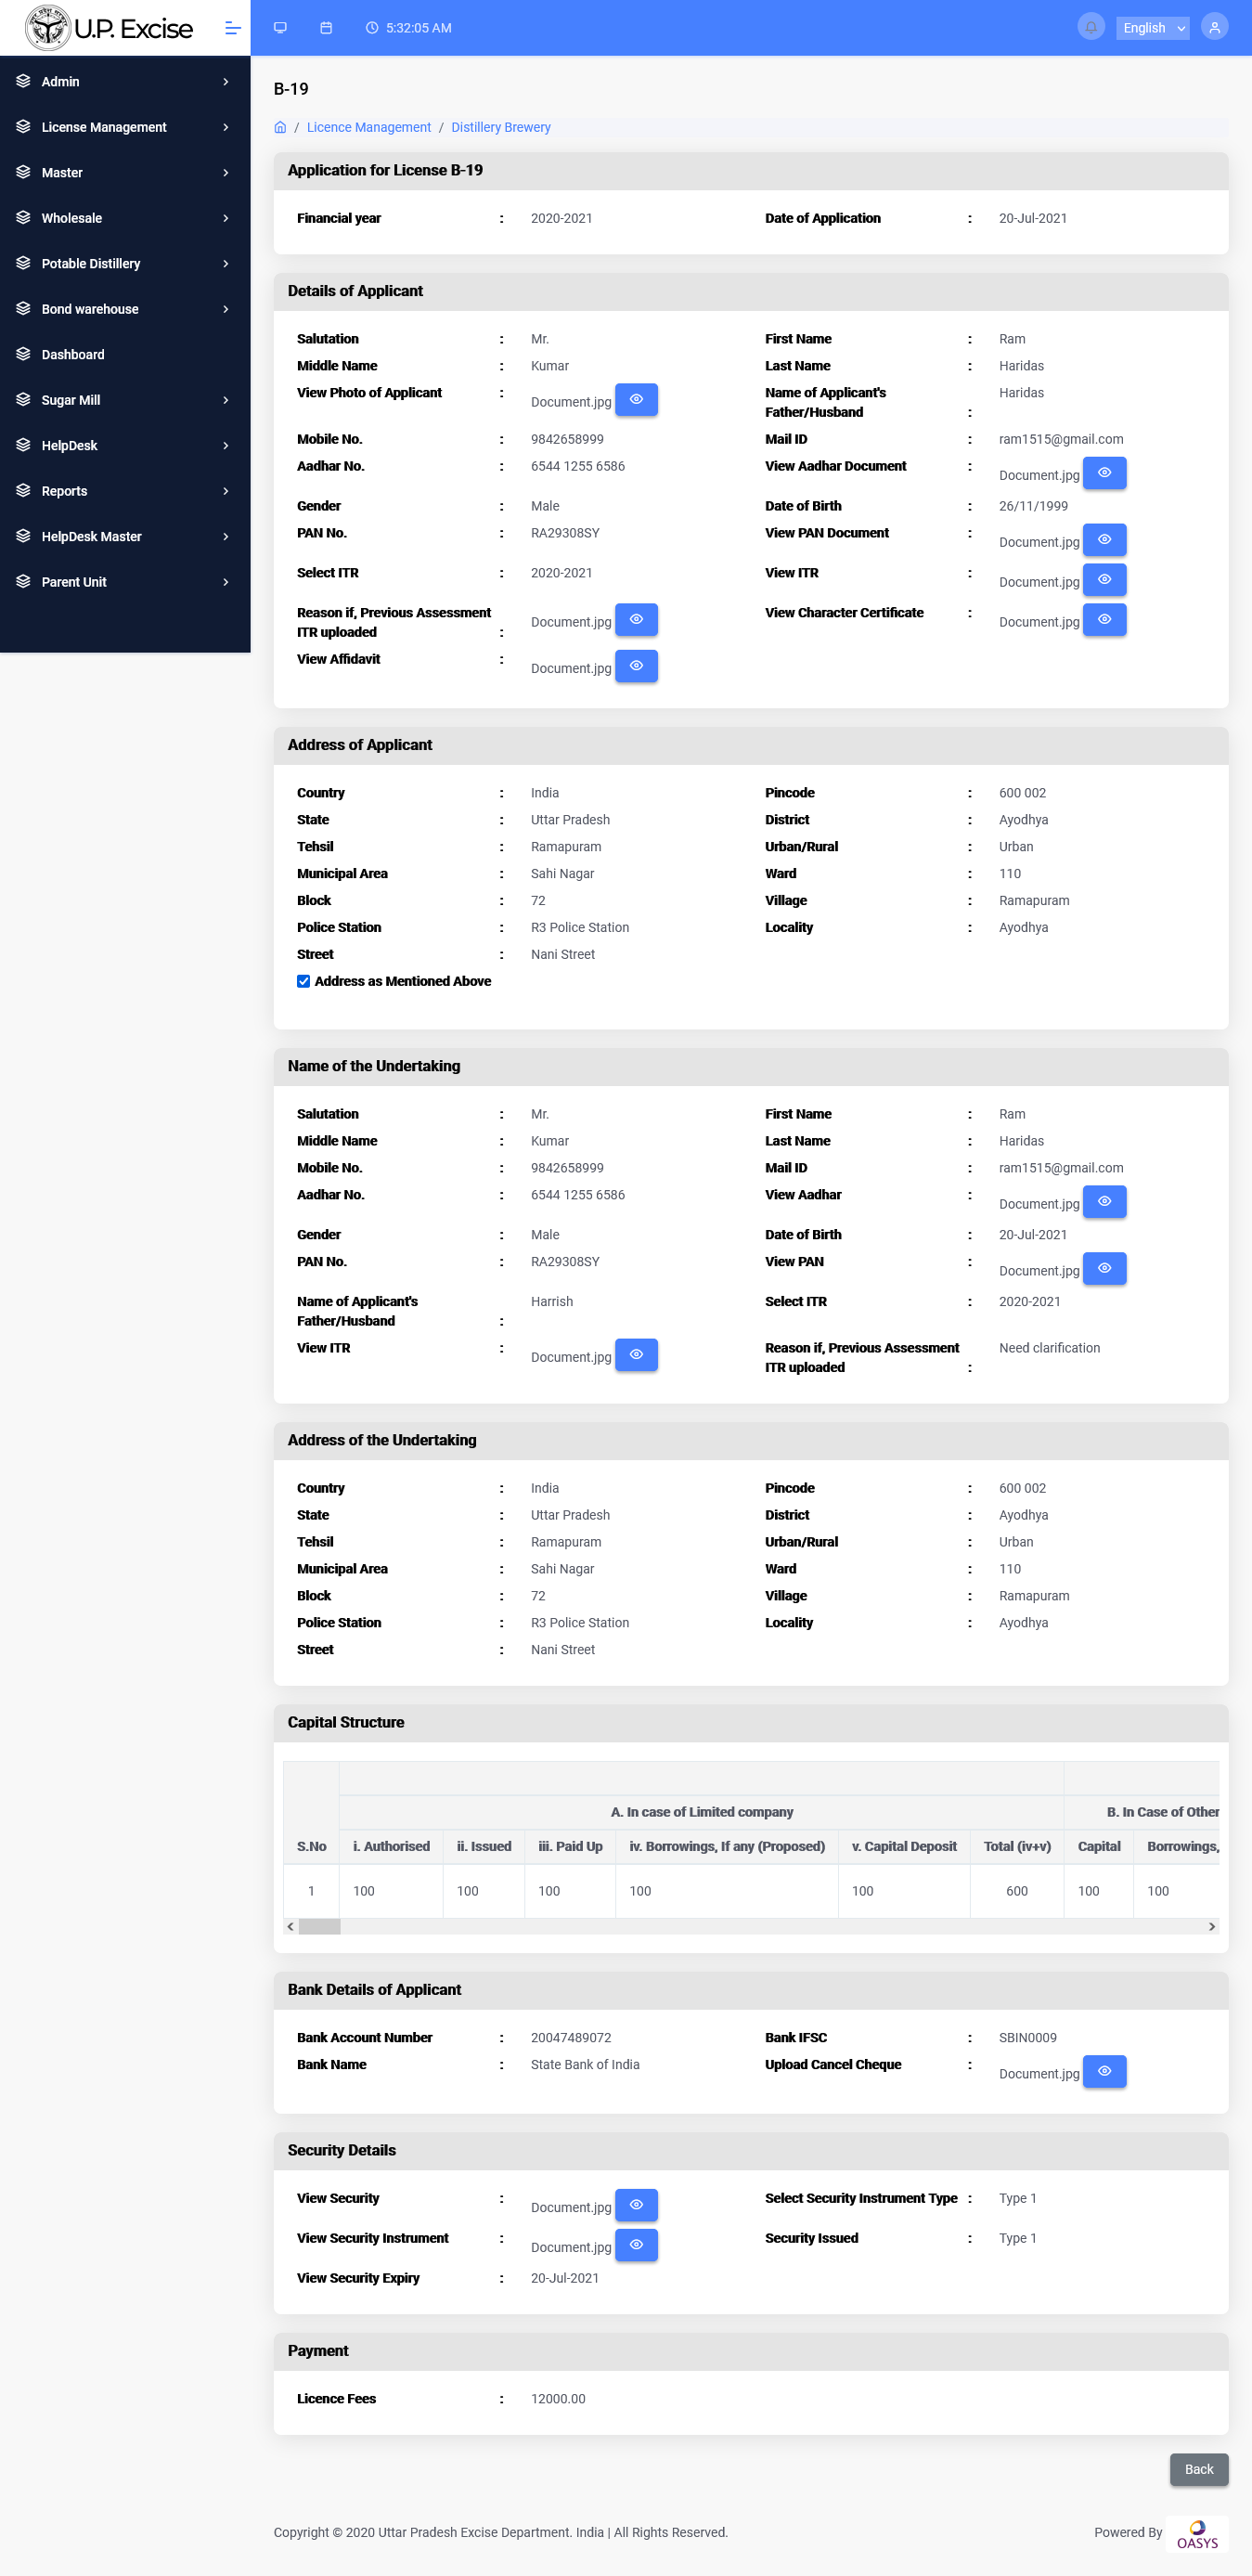 U.P. Excise
5:32:05 AM
English
Admin
License Management
Master
Wholesale
Potable Distillery
Bond warehouse
Dashboard
Sugar Mill
HelpDesk
Reports
HelpDesk Master
Parent Unit
B-19
/ Licence Management / Distillery Brewery
Application for License B-19
Financial year : 2020-2021 Date of Application : 20-Jul-2021
Details of Applicant
Salutation : Mr. First Name : Ram
Middle Name : Kumar Last Name : Haridas
View Photo of Applicant : Document.jpg Name of Applicant's Haridas
Father/Husband :
Mobile No. : 9842658999 Mail ID : ram1515@gmail.com
Aadhar No. : 6544 1255 6586 View Aadhar Document : Document.jpg
Gender : Male Date of Birth : 26/11/1999
PAN No. : RA29308SY View PAN Document : Document.jpg
Select ITR : 2020-2021 View ITR : Document.jpg
Reason if, Previous Assessment Document.jpg View Character Certificate : Document.jpg
ITR uploaded :
View Affidavit : Document.jpg
Address of Applicant
Country : India Pincode : 600 002
State : Uttar Pradesh District : Ayodhya
Tehsil : Ramapuram Urban/Rural : Urban
Municipal Area : Sahi Nagar Ward : 110
Block : 72 Village : Ramapuram
Police Station : R3 Police Station Locality : Ayodhya
Street : Nani Street
Address as Mentioned Above
Name of the Undertaking
Salutation : Mr. First Name : Ram
Middle Name : Kumar Last Name : Haridas
Mobile No. : 9842658999 Mail ID : ram1515@gmail.com
Aadhar No. : 6544 1255 6586 View Aadhar : Document.jpg
Gender : Male Date of Birth : 20-Jul-2021
PAN No. : RA29308SY View PAN : Document.jpg
Name of Applicant's Harrish Select ITR : 2020-2021
Father/Husband :
View ITR : Document.jpg Reason if, Previous Assessment Need clarification
ITR uploaded :
Address of the Undertaking
Country : India Pincode : 600 002
State : Uttar Pradesh District : Ayodhya
Tehsil : Ramapuram Urban/Rural : Urban
Municipal Area : Sahi Nagar Ward : 110
Block : 72 Village : Ramapuram
Police Station : R3 Police Station Locality : Ayodhya
Street : Nani Street
Capital Structure
A. In case of Limited company B. In Case of Other
S.No i. Authorised ii. Issued iii. Paid Up iv. Borrowings, If any (Proposed) v. Capital Deposit Total (iv+v) Capital Borrowings,
1 100 100 100 100 100 600 100 100
Bank Details of Applicant
Bank Account Number : 20047489072 Bank IFSC : SBIN0009
Bank Name : State Bank of India Upload Cancel Cheque : Document.jpg
Security Details
View Security : Document.jpg Select Security Instrument Type : Type 1
View Security Instrument : Document.jpg Security Issued : Type 1
View Security Expiry : 20-Jul-2021
Payment
Licence Fees : 12000.00
Back
Copyright © 2020 Uttar Pradesh Excise Department. India | All Rights Reserved. Powered By OASYS